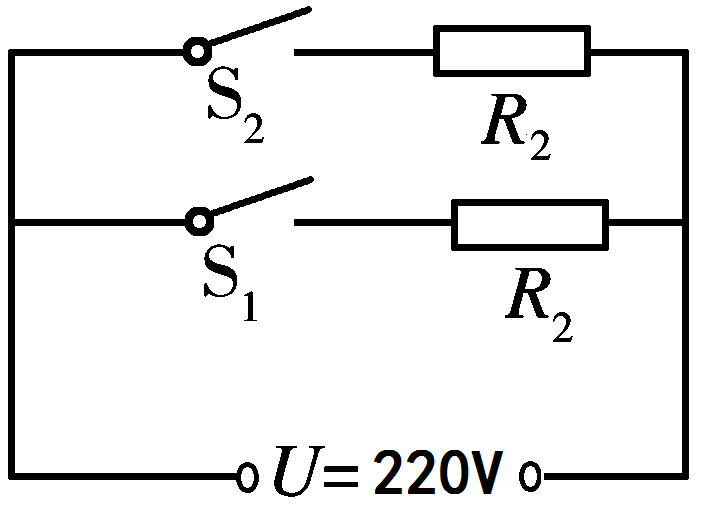 S₂
R₂
S₁
R₂
U= 220V